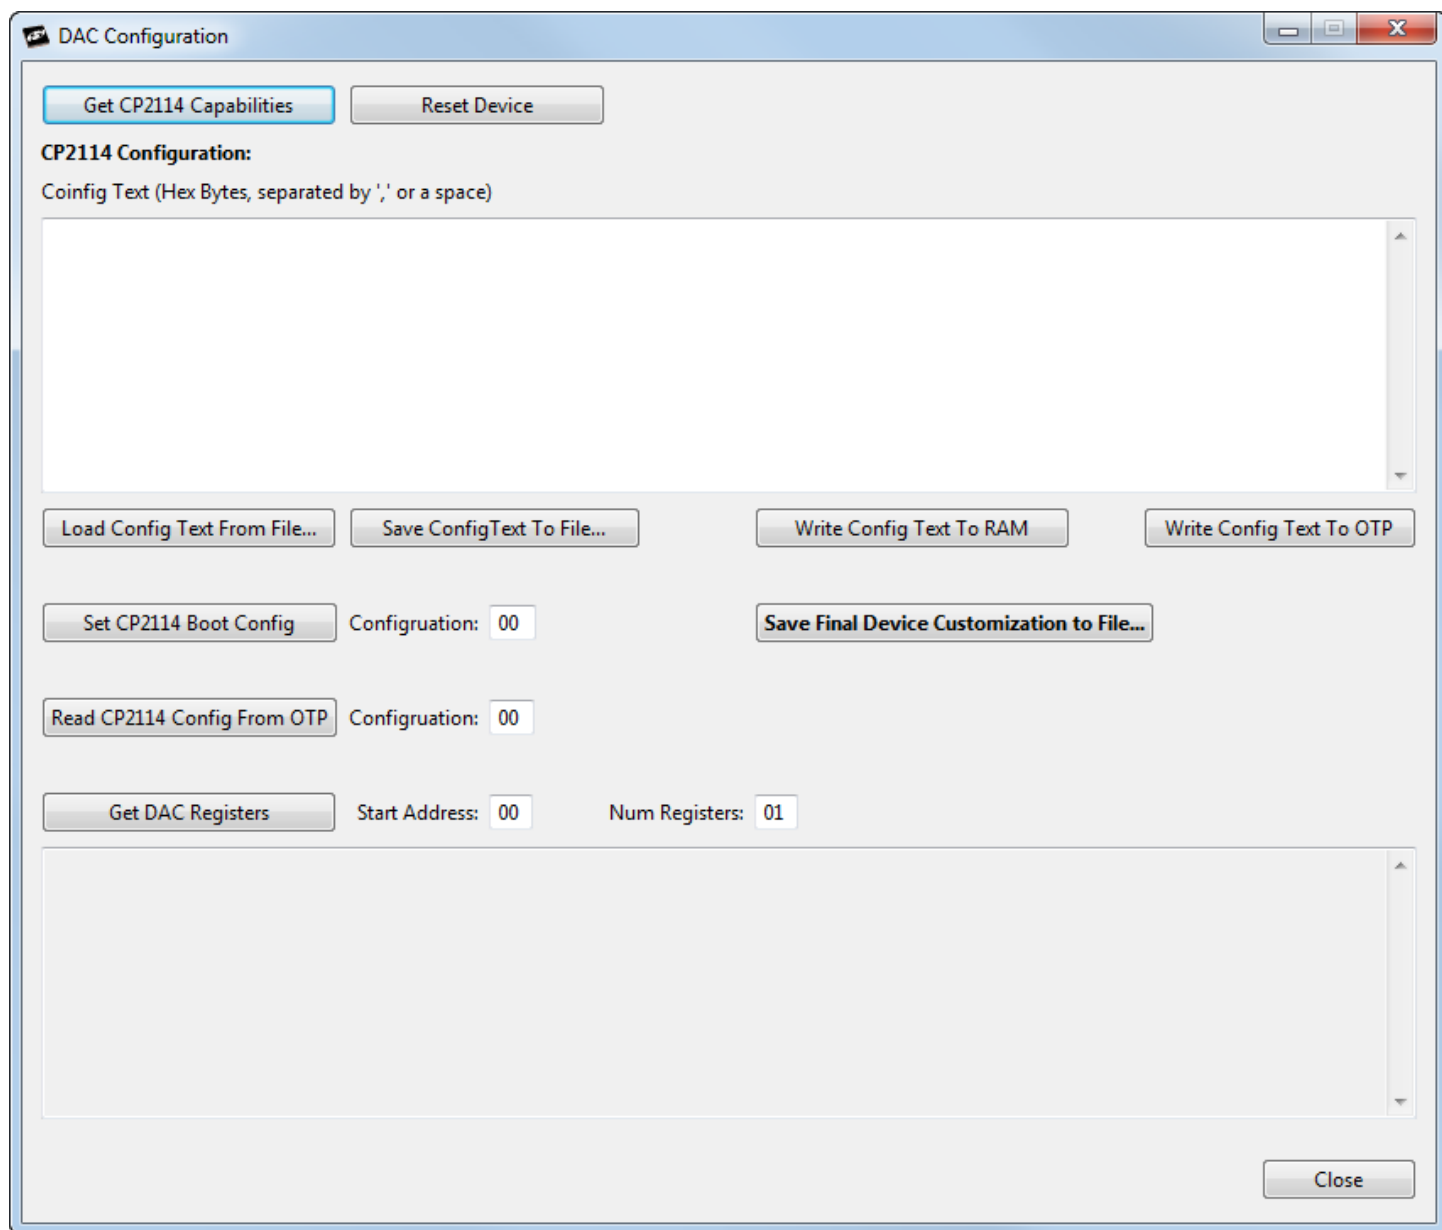 DAC Configuration
Get CP2114 Capabilities Reset Device
CP2114 Configuration:
Coinfig Text (Hex Bytes, separated by ',' or a space)
Load Config Text From File... Save ConfigText To File... Write Config Text To RAM Write Config Text To OTP
Set CP2114 Boot Config Configruation: 00 Save Final Device Customization to File...
Read CP2114 Config From OTP Configruation: 00
Get DAC Registers Start Address: 00 Num Registers: 01
Close